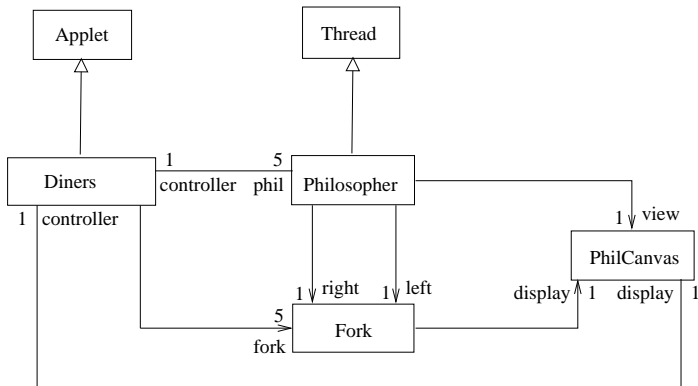 Applet
Thread
Diners
1
controller
5
phil
Philosopher
1
controller
1
view
PhilCanvas
1
right
1
left
display
1
display
1
5
fork
Fork